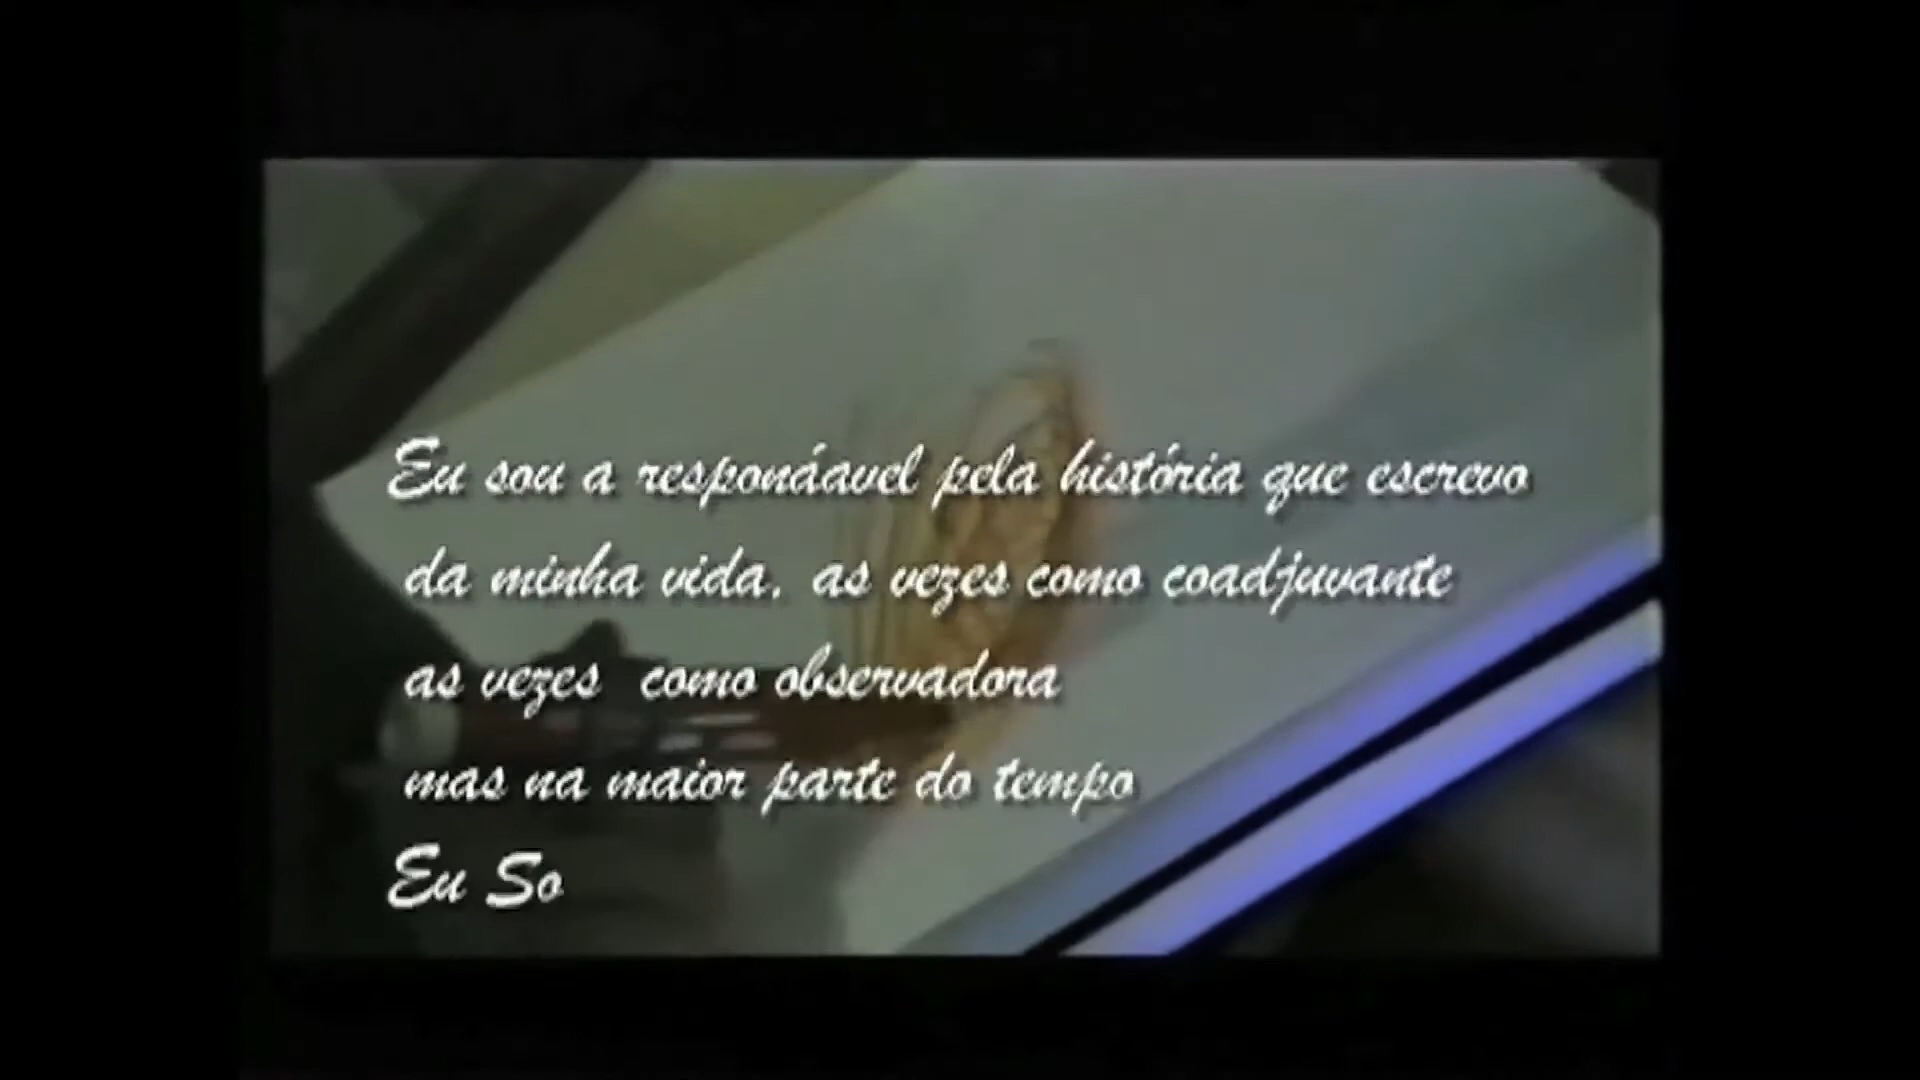 Eu sou a responáavel pela história que escrevo
da minha vida, as vezes como coadjuvante
as vezes como observadora
mas na maior parte do tempo
Eu So